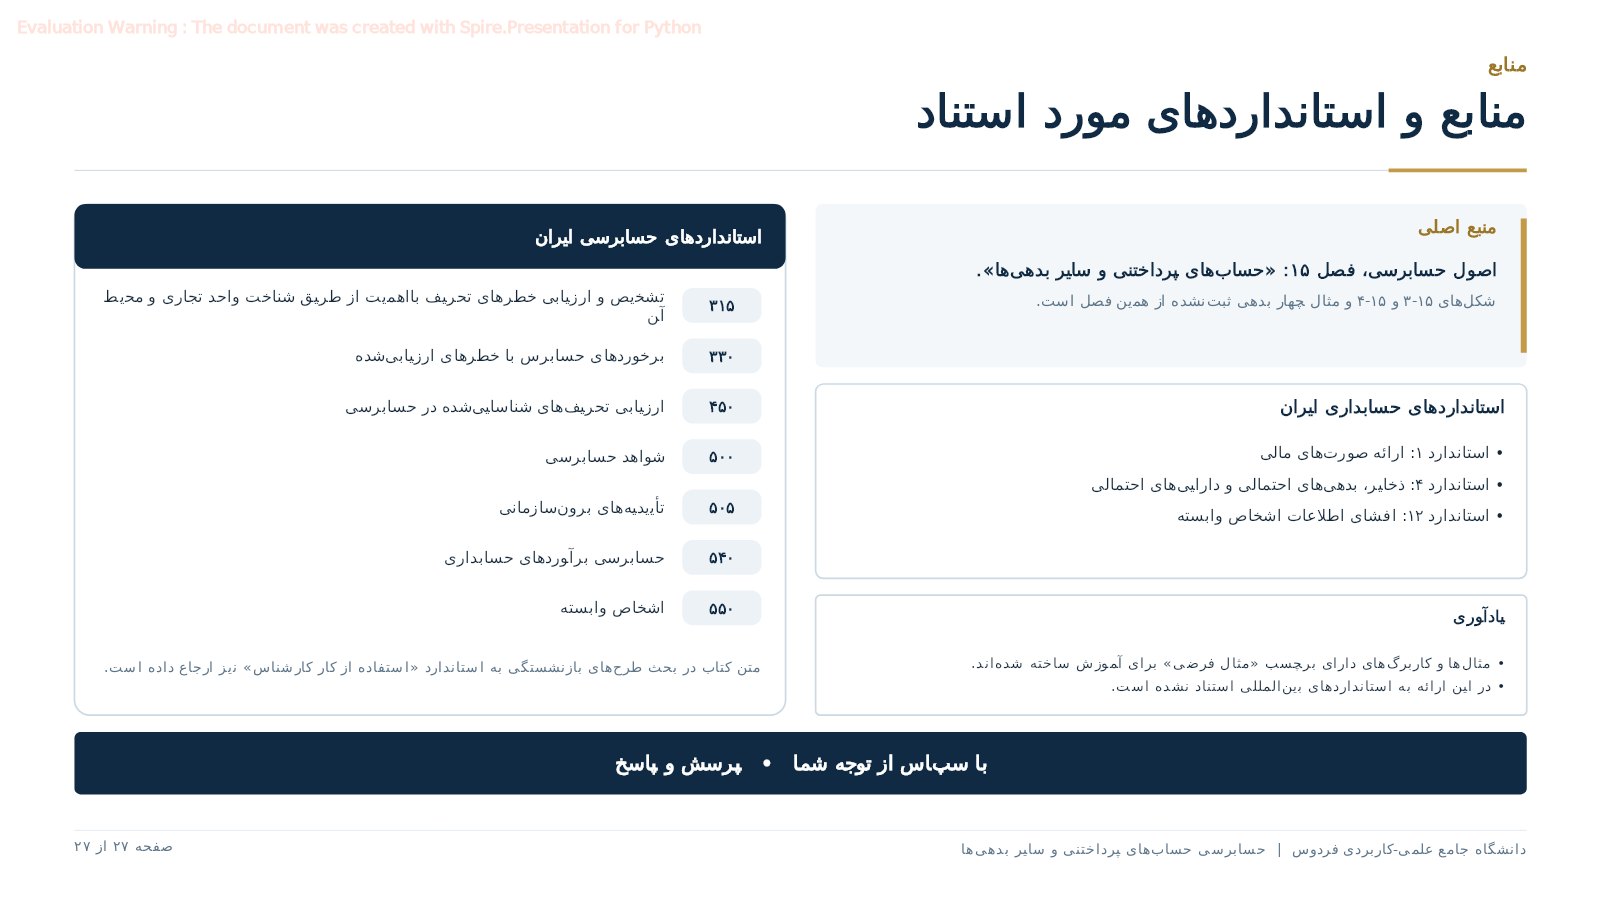 Evaluation Warning : The document was created with Spire.Presentation for Python
منابع
منابع و استانداردهای مورد استناد
منبع اصلی
اصول حسابرسی، فصل ۱۵: «حساب‌های پرداختنی و سایر بدهی‌ها».
شکل‌های ۱۵-۳ و ۱۵-۴ و مثال چهار بدهی ثبت‌نشده از همین فصل است.
استانداردهای حسابداری ایران
• استاندارد ۱: ارائه صورت‌های مالی
• استاندارد ۴: ذخایر، بدهی‌های احتمالی و دارایی‌های احتمالی
• استاندارد ۱۲: افشای اطلاعات اشخاص وابسته
یادآوری
• مثال‌ها و کاربرگ‌های دارای برچسب «مثال فرضی» برای آموزش ساخته شده‌اند.
• در این ارائه به استانداردهای بین‌المللی استناد نشده است.
استانداردهای حسابرسی ایران
۳۱۵ تشخیص و ارزیابی خطرهای تحریف بااهمیت از طریق شناخت واحد تجاری و محیط
آن
۳۳۰ برخوردهای حسابرس با خطرهای ارزیابی‌شده
۴۵۰ ارزیابی تحریف‌های شناسایی‌شده در حسابرسی
۵۰۰ شواهد حسابرسی
۵۰۵ تأییدیه‌های برون‌سازمانی
۵۴۰ حسابرسی برآوردهای حسابداری
۵۵۰ اشخاص وابسته
متن کتاب در بحث طرح‌های بازنشستگی به استاندارد «استفاده از کار کارشناس» نیز ارجاع داده است.
با سپاس از توجه شما • پرسش و پاسخ
دانشگاه جامع علمی-کاربردی فردوس | حسابرسی حساب‌های پرداختنی و سایر بدهی‌ها
صفحه ۲۷ از ۲۷